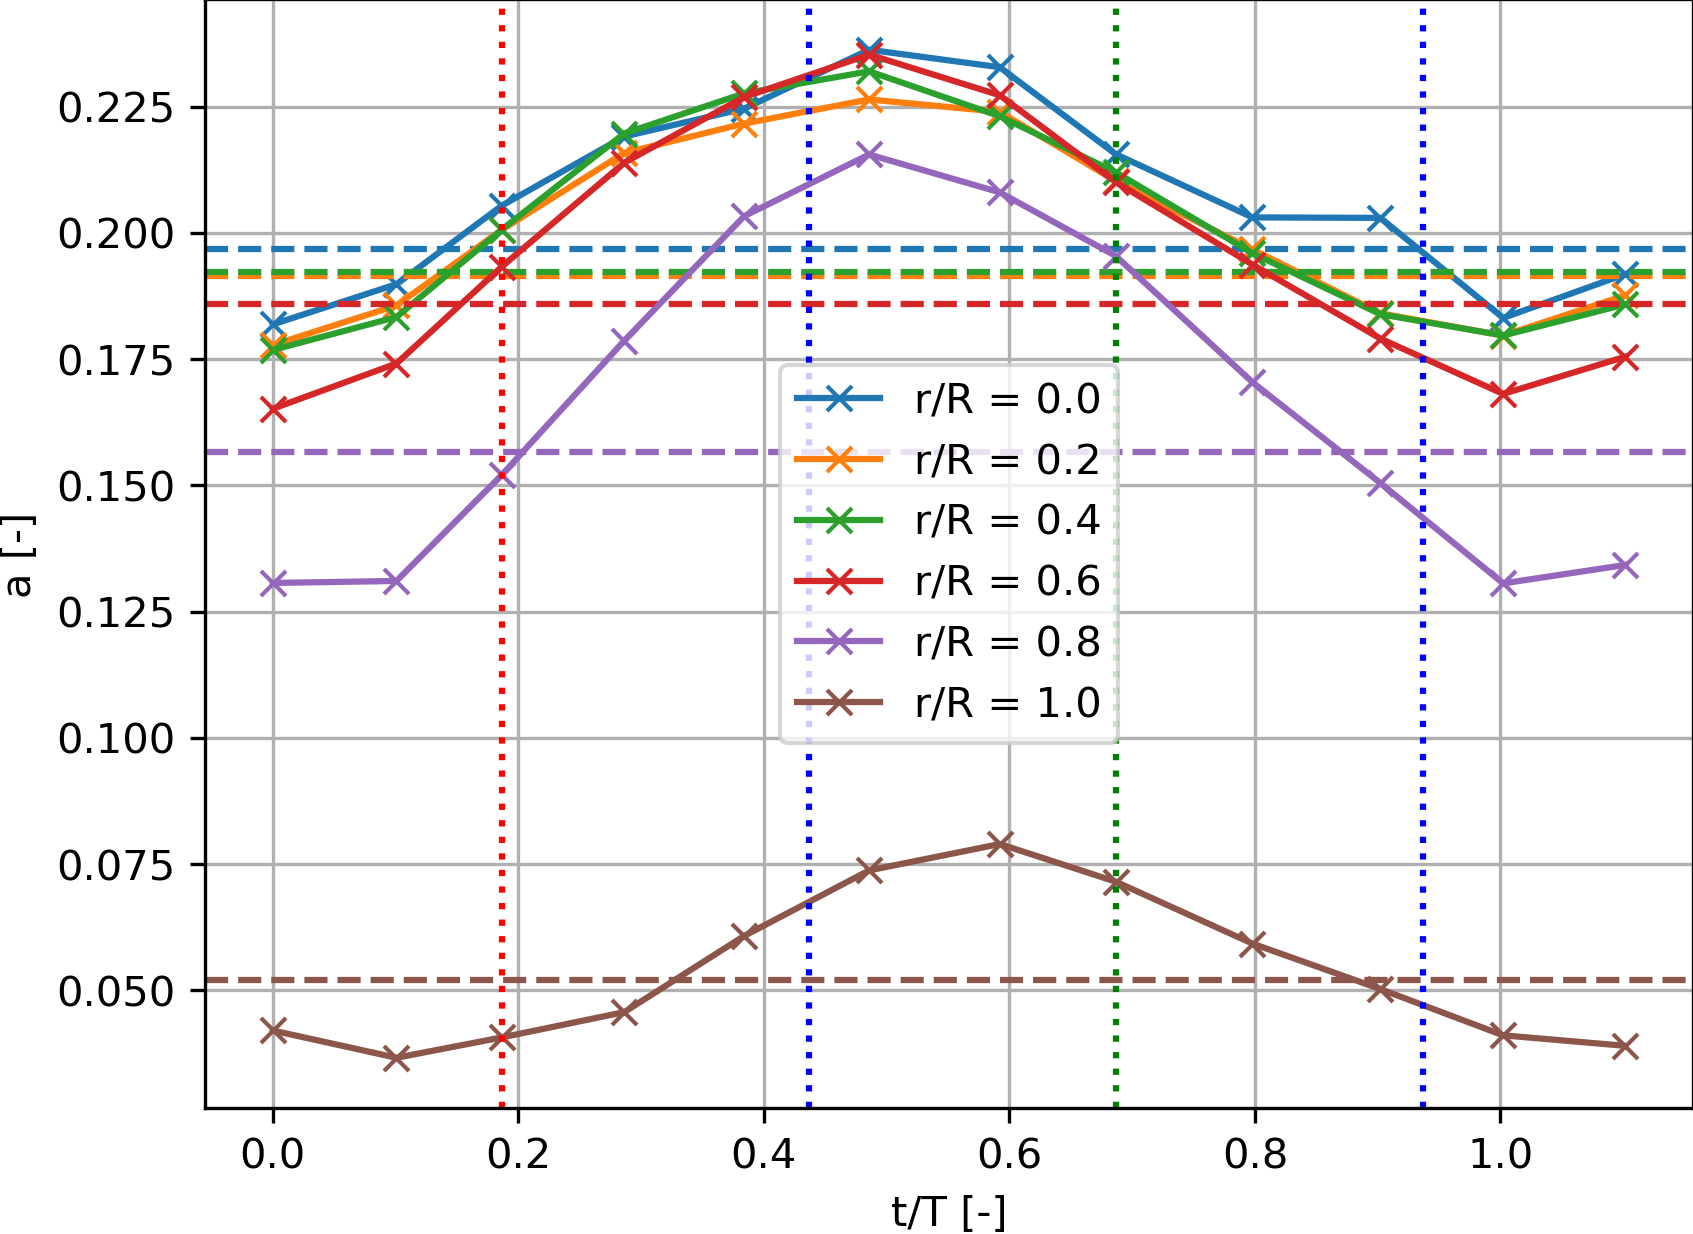 0.225
0.200
0.175
0.150
0.125
0.100
0.075
0.050
a [-]
r/R = 0.0
r/R = 0.2
r/R = 0.4
r/R = 0.6
r/R = 0.8
r/R = 1.0
0.0 0.2 0.4 0.6 0.8 1.0
t/T [-]